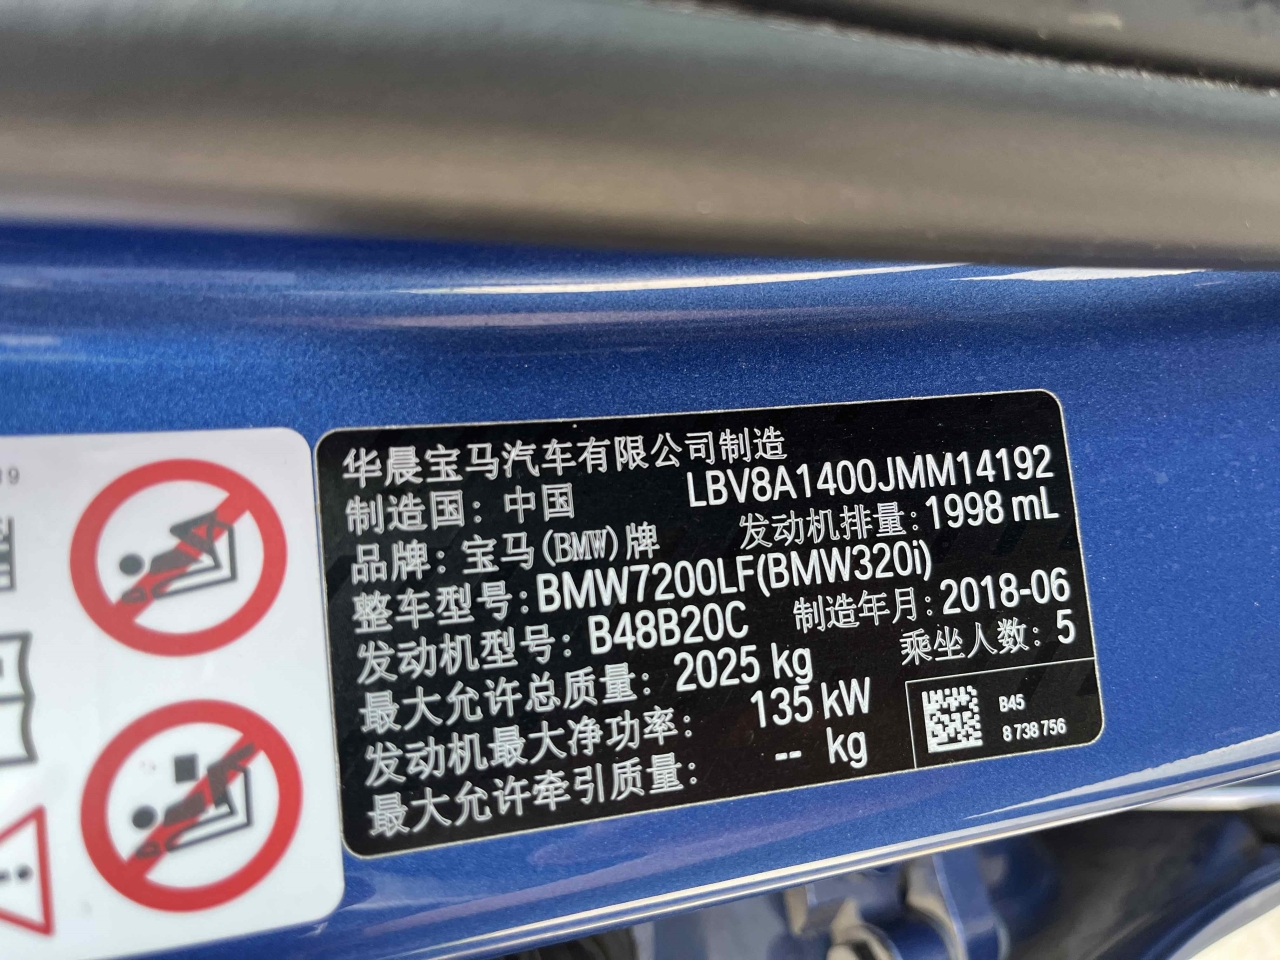 华晨宝马汽车有限公司制造
制造国：中国 LBV8A1400JMM14192
品牌：宝马(BMW)牌 发动机排量：1998 mL
整车型号：BMW7200LF(BMW320i)
发动机型号：B48B20C 制造年月：2018-06
最大允许总质量：2025 kg 乘坐人数：5
发动机最大净功率：135 kW
最大允许牵引质量：-- kg
B45
8 738 756